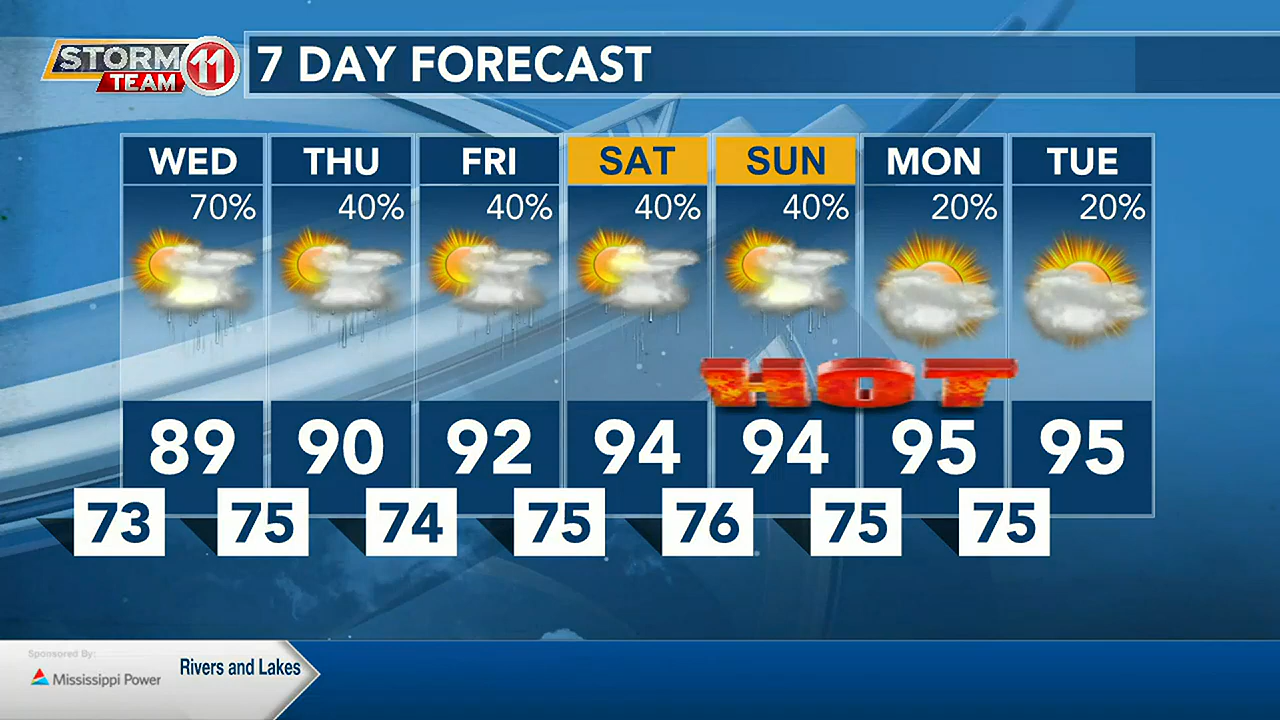 STORM TEAM 11
7 DAY FORECAST
WED THU FRI SAT SUN MON TUE
70% 40% 40% 40% 40% 20% 20%
HOT
89 90 92 94 94 95 95
73 75 74 75 76 75 75
Sponsored By:
Mississippi Power
Rivers and Lakes